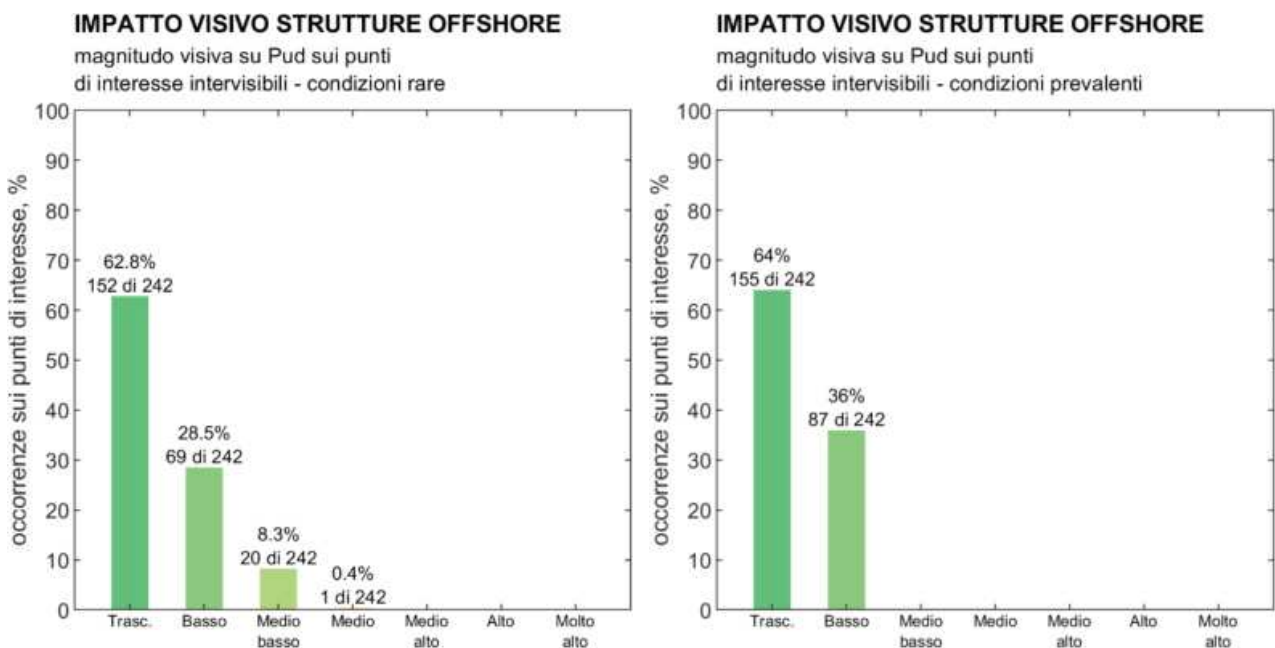 IMPATTO VISIVO STRUTTURE OFFSHORE
magnitudo visiva su Pud sui punti
di interesse intervisibili - condizioni rare
occorrenze sui punti di interesse, %
100
90
80
70
60
50
40
30
20
10
0
62.8%
152 di 242
28.5%
69 di 242
8.3%
20 di 242
0.4%
1 di 242
Trasc.
Basso
Medio
basso
Medio
Medio
alto
Alto
Molto
alto
IMPATTO VISIVO STRUTTURE OFFSHORE
magnitudo visiva su Pud sui punti
di interesse intervisibili - condizioni prevalenti
occorrenze sui punti di interesse, %
100
90
80
70
60
50
40
30
20
10
0
64%
155 di 242
36%
87 di 242
Trasc.
Basso
Medio
basso
Medio
Medio
alto
Alto
Molto
alto